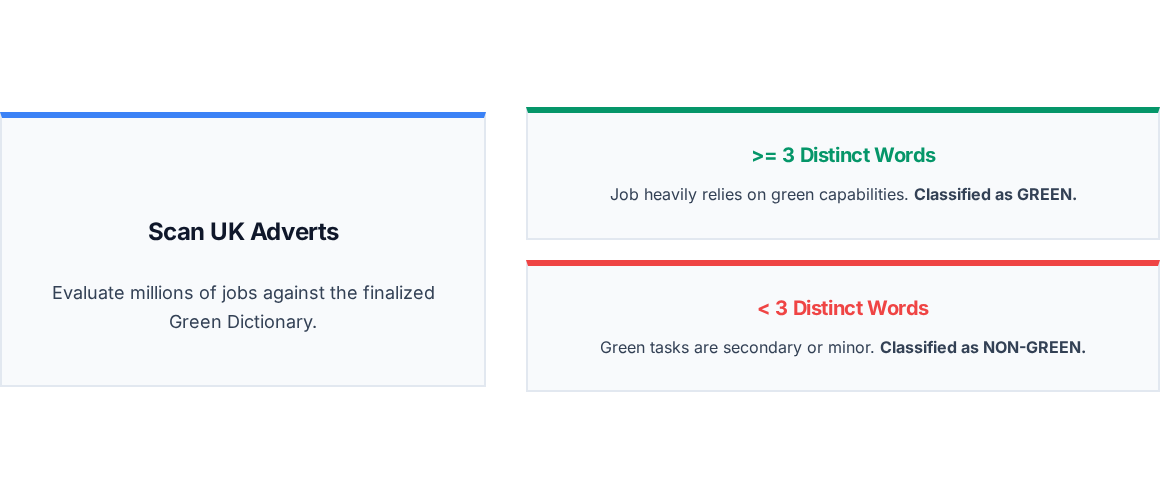 Scan UK Adverts
Evaluate millions of jobs against the finalized
Green Dictionary.
>= 3 Distinct Words
Job heavily relies on green capabilities. Classified as GREEN.
< 3 Distinct Words
Green tasks are secondary or minor. Classified as NON-GREEN.